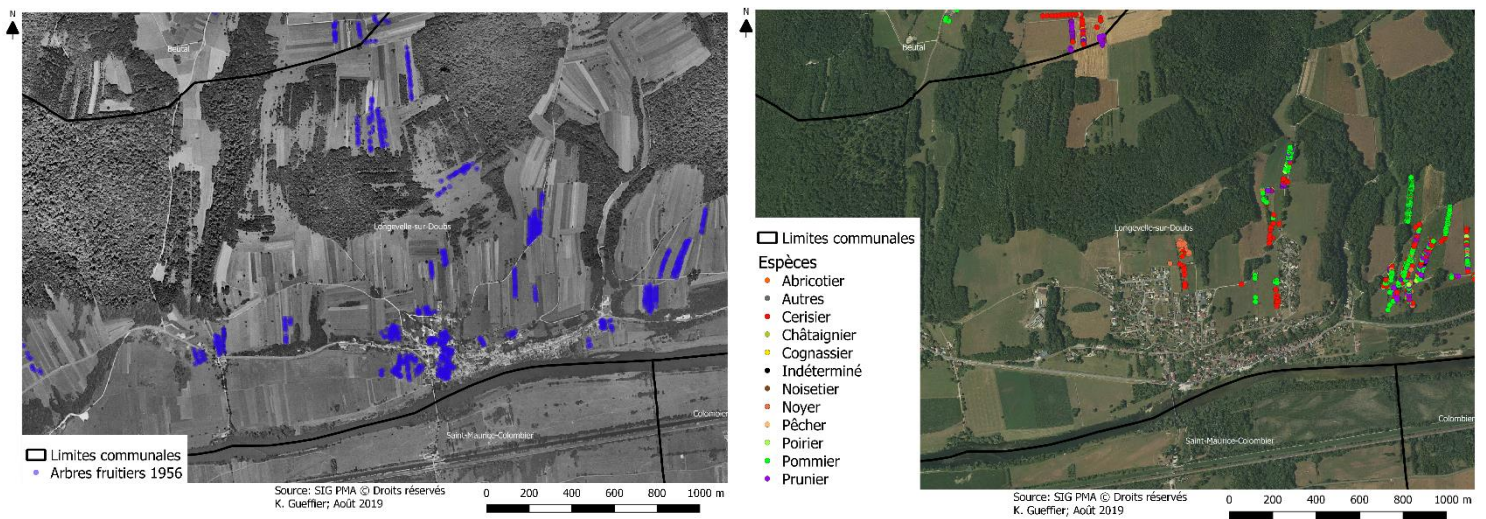 N
Beutal
Longevelle-sur-Doubs
Saint-Maurice-Colombier
Colombier
Limites communales
Arbres fruitiers 1956
Source: SIG PMA © Droits réservés
K. Gueffier; Août 2019
0 200 400 600 800 1000 m
N
Beutal
Longevelle-sur-Doubs
Limites communales
Espèces
Abricotier
Autres
Cerisier
Châtaignier
Cognassier
Indéterminé
Noisetier
Noyer
Pêcher
Poirier
Pommier
Prunier
Colombier
Saint-Maurice-Colombier
Source: SIG PMA © Droits réservés
K. Gueffier; Août 2019
0 200 400 600 800 1000 m